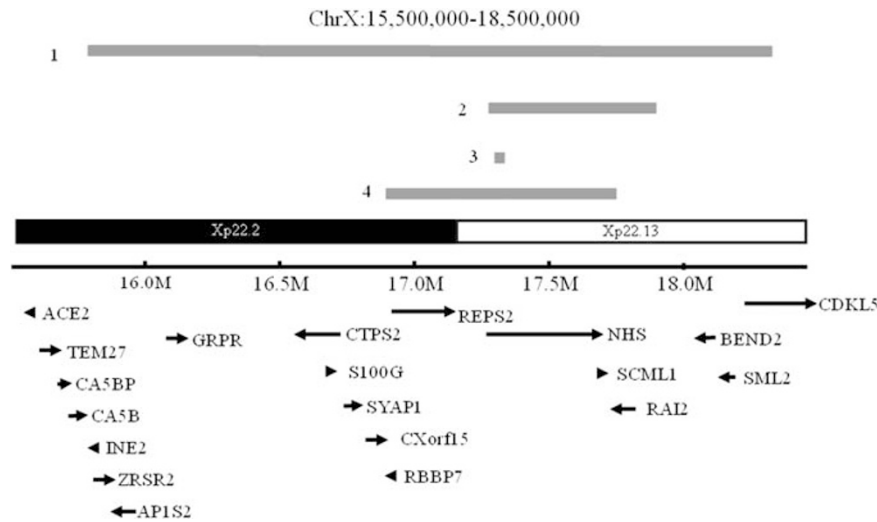 ChrX:15,500,000-18,500,000
1
2
3
4
Xp22.2 Xp22.13
16.0M 16.5M 17.0M 17.5M 18.0M
ACE2 REPS2 CDKL5
TEM27 GRPR CTPS2 NHS BEND2
CA5BP S100G SCML1 SML2
CA5B SYAP1 RAI2
INE2 CXorf15
ZRSR2 RBBP7
AP1S2